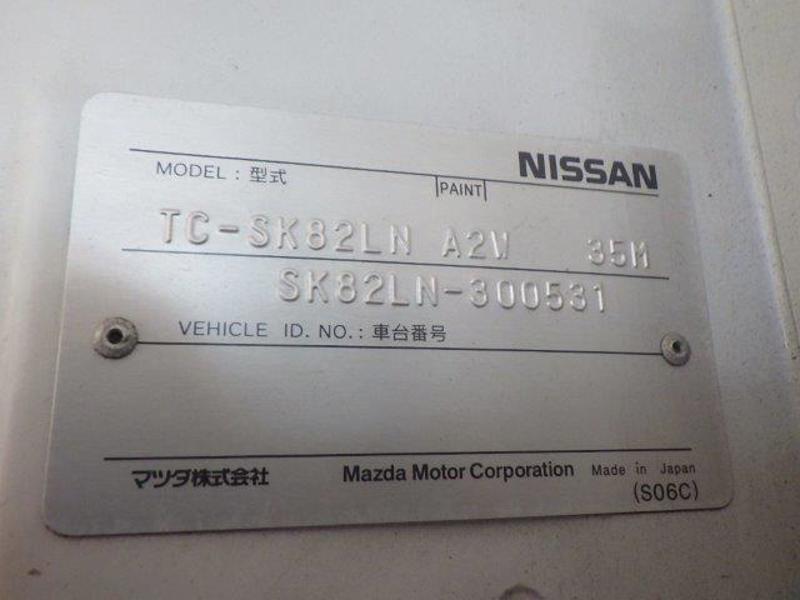 NISSAN
MODEL : 型式 PAINT
TC-SK82LN A2W 35M
SK82LN-300531
VEHICLE ID. NO. : 車台番号
マツダ株式会社 Mazda Motor Corporation Made in Japan
(S06C)